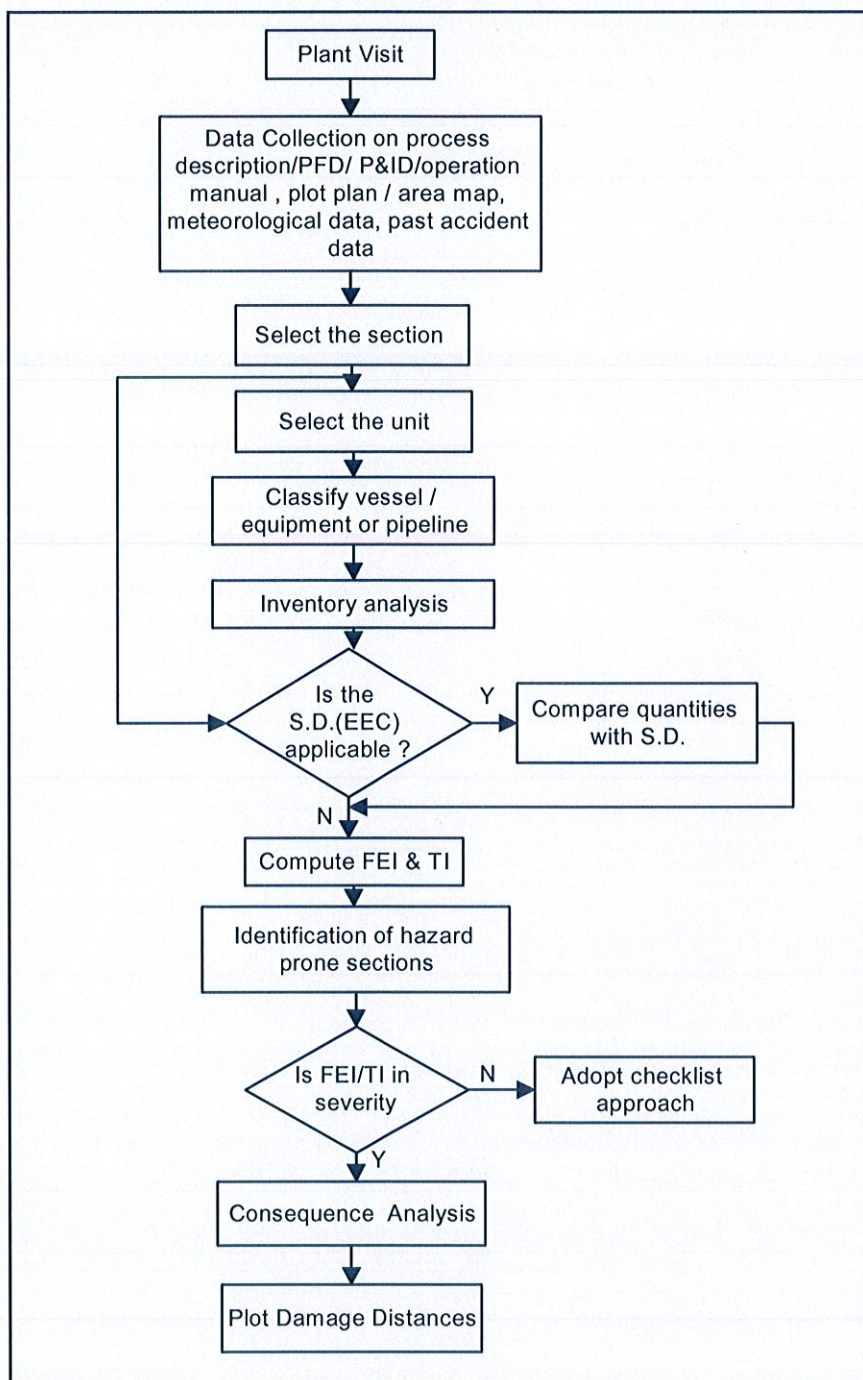 Plant Visit
Data Collection on process
description/PFD/ P&ID/operation
manual , plot plan / area map,
meteorological data, past accident
data
Select the section
Select the unit
Classify vessel /
equipment or pipeline
Inventory analysis
Is the
S.D.(EEC)
applicable ?
Y
Compare quantities
with S.D.
N
Compute FEI & TI
Identification of hazard
prone sections
Is FEI/TI in
severity
N
Adopt checklist
approach
Y
Consequence Analysis
Plot Damage Distances